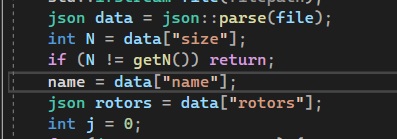 json data = json::parse(file);
int N = data["size"];
if (N != getN()) return;
name = data["name"];
json rotors = data["rotors"];
int j = 0;